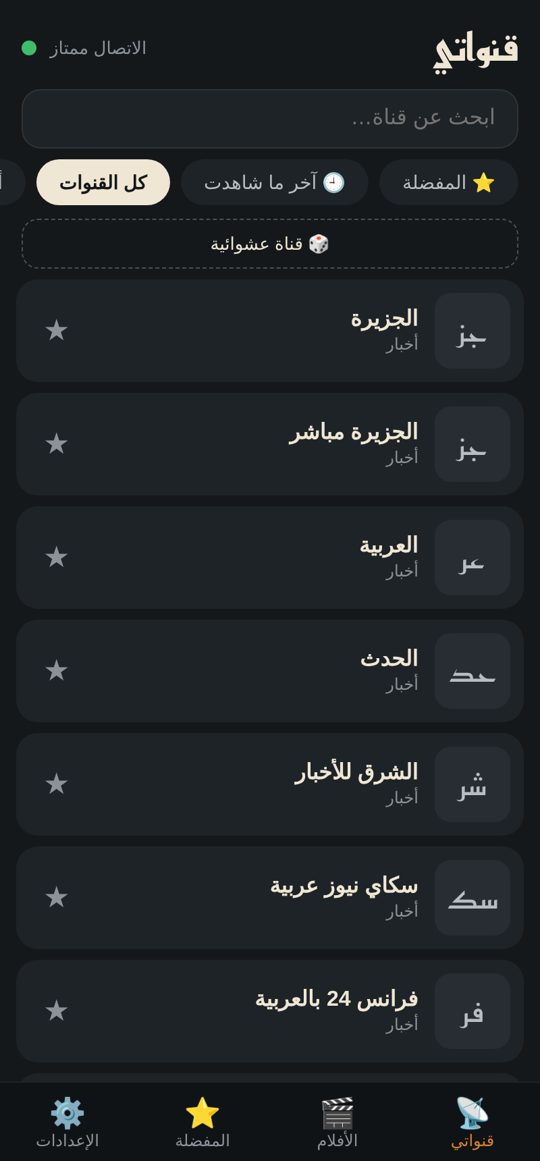 قنواتي
الاتصال ممتاز
ابحث عن قناة...
⭐ المفضلة
🕘 آخر ما شاهدت
كل القنوات
🎲 قناة عشوائية
جز
الجزيرة
أخبار
جز
الجزيرة مباشر
أخبار
عر
العربية
أخبار
حد
الحدث
أخبار
شر
الشرق للأخبار
أخبار
سك
سكاي نيوز عربية
أخبار
فر
فرانس 24 بالعربية
أخبار
قنواتي
الأفلام
المفضلة
الإعدادات